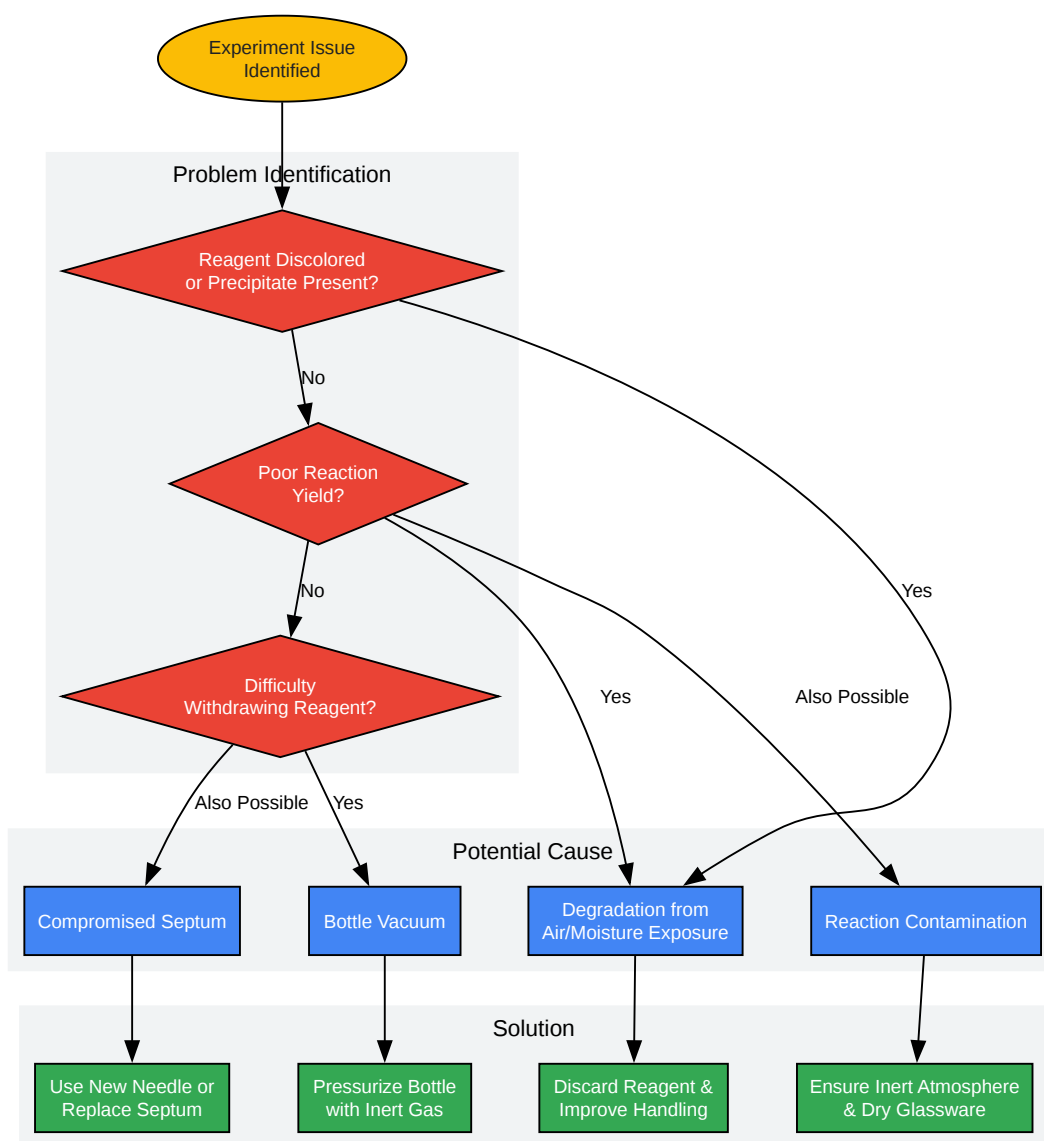 Experiment Issue
Identified
Problem Identification
Reagent Discolored
or Precipitate Present?
No
Poor Reaction
Yield?
No
Yes
Difficulty
Withdrawing Reagent?
Yes
Also Possible
Also Possible
Yes
Potential Cause
Compromised Septum
Bottle Vacuum
Degradation from
Air/Moisture Exposure
Reaction Contamination
Solution
Use New Needle or
Replace Septum
Pressurize Bottle
with Inert Gas
Discard Reagent &
Improve Handling
Ensure Inert Atmosphere
& Dry Glassware